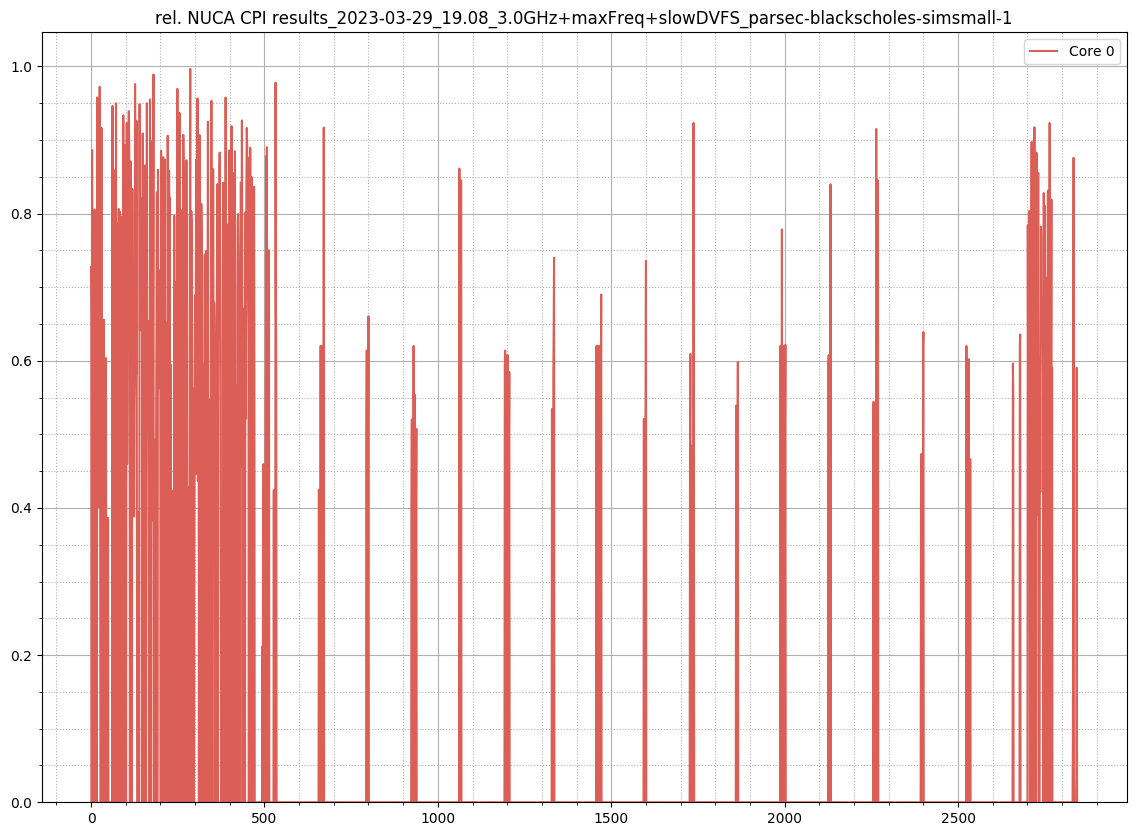 rel. NUCA CPI results_2023-03-29_19.08_3.0GHz+maxFreq+slowDVFS_parsec-blackscholes-simsmall-1
Core 0
1.0
0.8
0.6
0.4
0.2
0.0
0 500 1000 1500 2000 2500